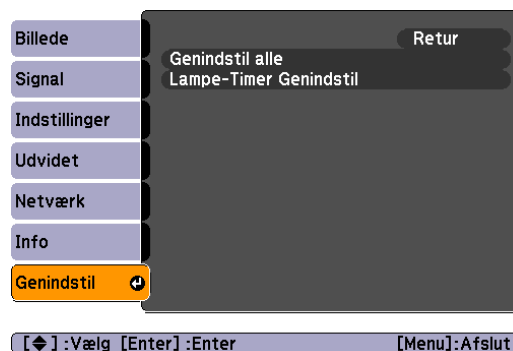 Billede
Signal
Indstillinger
Udvidet
Netværk
Info
Genindstil
Retur
Genindstil alle
Lampe-Timer Genindstil
[◆]:Vælg [Enter]:Enter [Menu]:Afslut